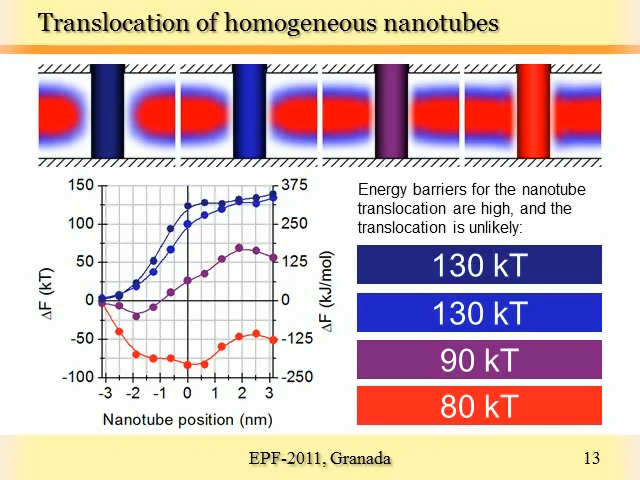 Translocation of homogeneous nanotubes
150
100
50
0
-50
-100
ΔF (kT)
375
250
125
0
-125
-250
ΔF (kJ/mol)
-3 -2 -1 0 1 2 3
Nanotube position (nm)
Energy barriers for the nanotube
translocation are high, and the
translocation is unlikely:
130 kT
130 kT
90 kT
80 kT
EPF-2011, Granada
13